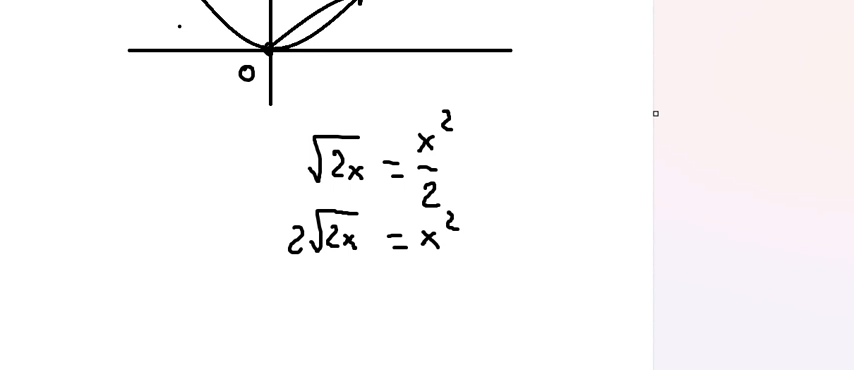 0
√2x = x²/2
2√2x = x²